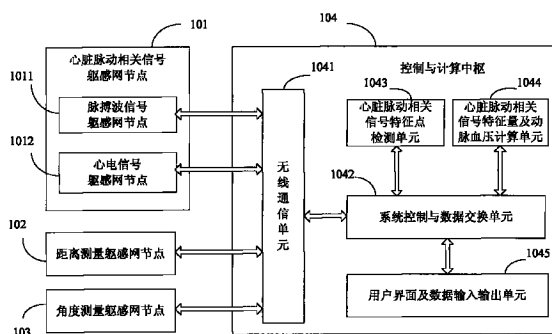 101
心脏脉动相关信号
躯感网节点
1011
脉搏波信号
躯感网节点
1012
心电信号
躯感网节点
102
距离测量躯感网节点
103
角度测量躯感网节点
104
控制与计算中枢
1041
无线通信单元
1043
心脏脉动相关
信号特征点
检测单元
1044
心脏脉动相关
信号特征量及动
脉血压计算单元
1042
系统控制与数据交换单元
1045
用户界面及数据输入输出单元